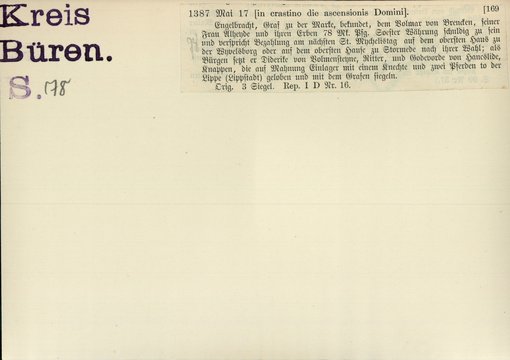 Kreis
Büren.
S. 178
1387 Mai 17 [in crastino die ascensionis Domini]. [169
Engelbracht, Graf zu der Marke, bekundet, dem Volmar von Brencken, seiner
Frau Alheyde und ihren Erben 78 Mk. Pfg. Soester Währung schuldig zu sein
und verspricht Bezahlung am nächsten St. Mychelistag auf dem obersten Haus zu
der Wyvelsborg oder auf dem obersten Hause zu Stormede nach ihrer Wahl; als
Bürgen setzt er Diderike von Volmensteyne, Ritter, und Godevorde von Hanxlide,
Knappen, die auf Mahnung Einlager mit einem Knechte und zwei Pferden to der
Lippe (Lippstadt) geloben und mit dem Grafen siegeln.
Orig. 3 Siegel. Rep. I D Nr. 16.